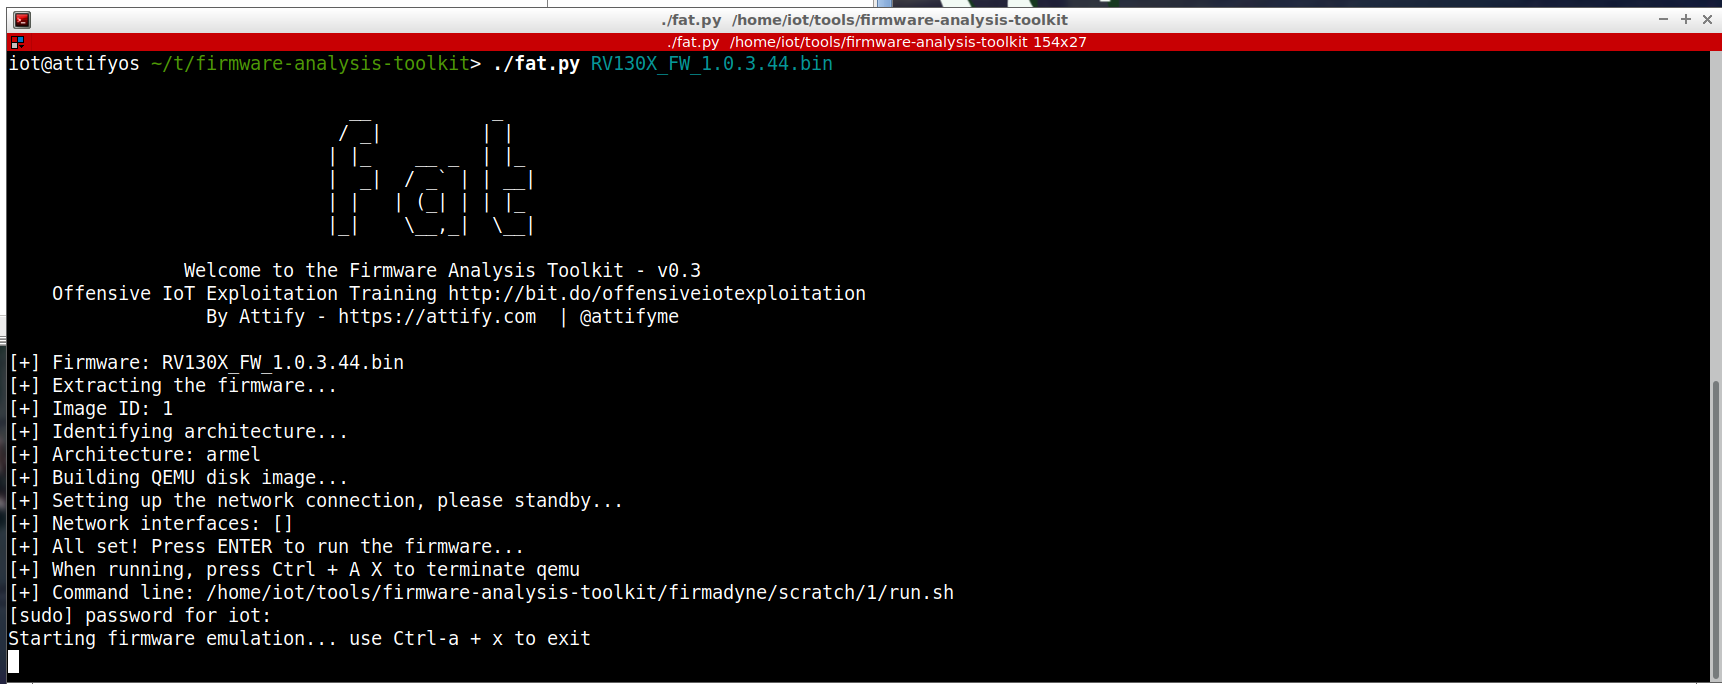 ./fat.py  /home/iot/tools/firmware-analysis-toolkit
./fat.py  /home/iot/tools/firmware-analysis-toolkit 154x27
iot@attifyos ~/t/firmware-analysis-toolkit> ./fat.py RV130X_FW_1.0.3.44.bin
fat
Welcome to the Firmware Analysis Toolkit - v0.3
Offensive IoT Exploitation Training http://bit.do/offensiveiotexploitation
By Attify - https://attify.com  | @attifyme
[+] Firmware: RV130X_FW_1.0.3.44.bin
[+] Extracting the firmware...
[+] Image ID: 1
[+] Identifying architecture...
[+] Architecture: armel
[+] Building QEMU disk image...
[+] Setting up the network connection, please standby...
[+] Network interfaces: []
[+] All set! Press ENTER to run the firmware...
[+] When running, press Ctrl + A X to terminate qemu
[+] Command line: /home/iot/tools/firmware-analysis-toolkit/firmadyne/scratch/1/run.sh
[sudo] password for iot:
Starting firmware emulation... use Ctrl-a + x to exit